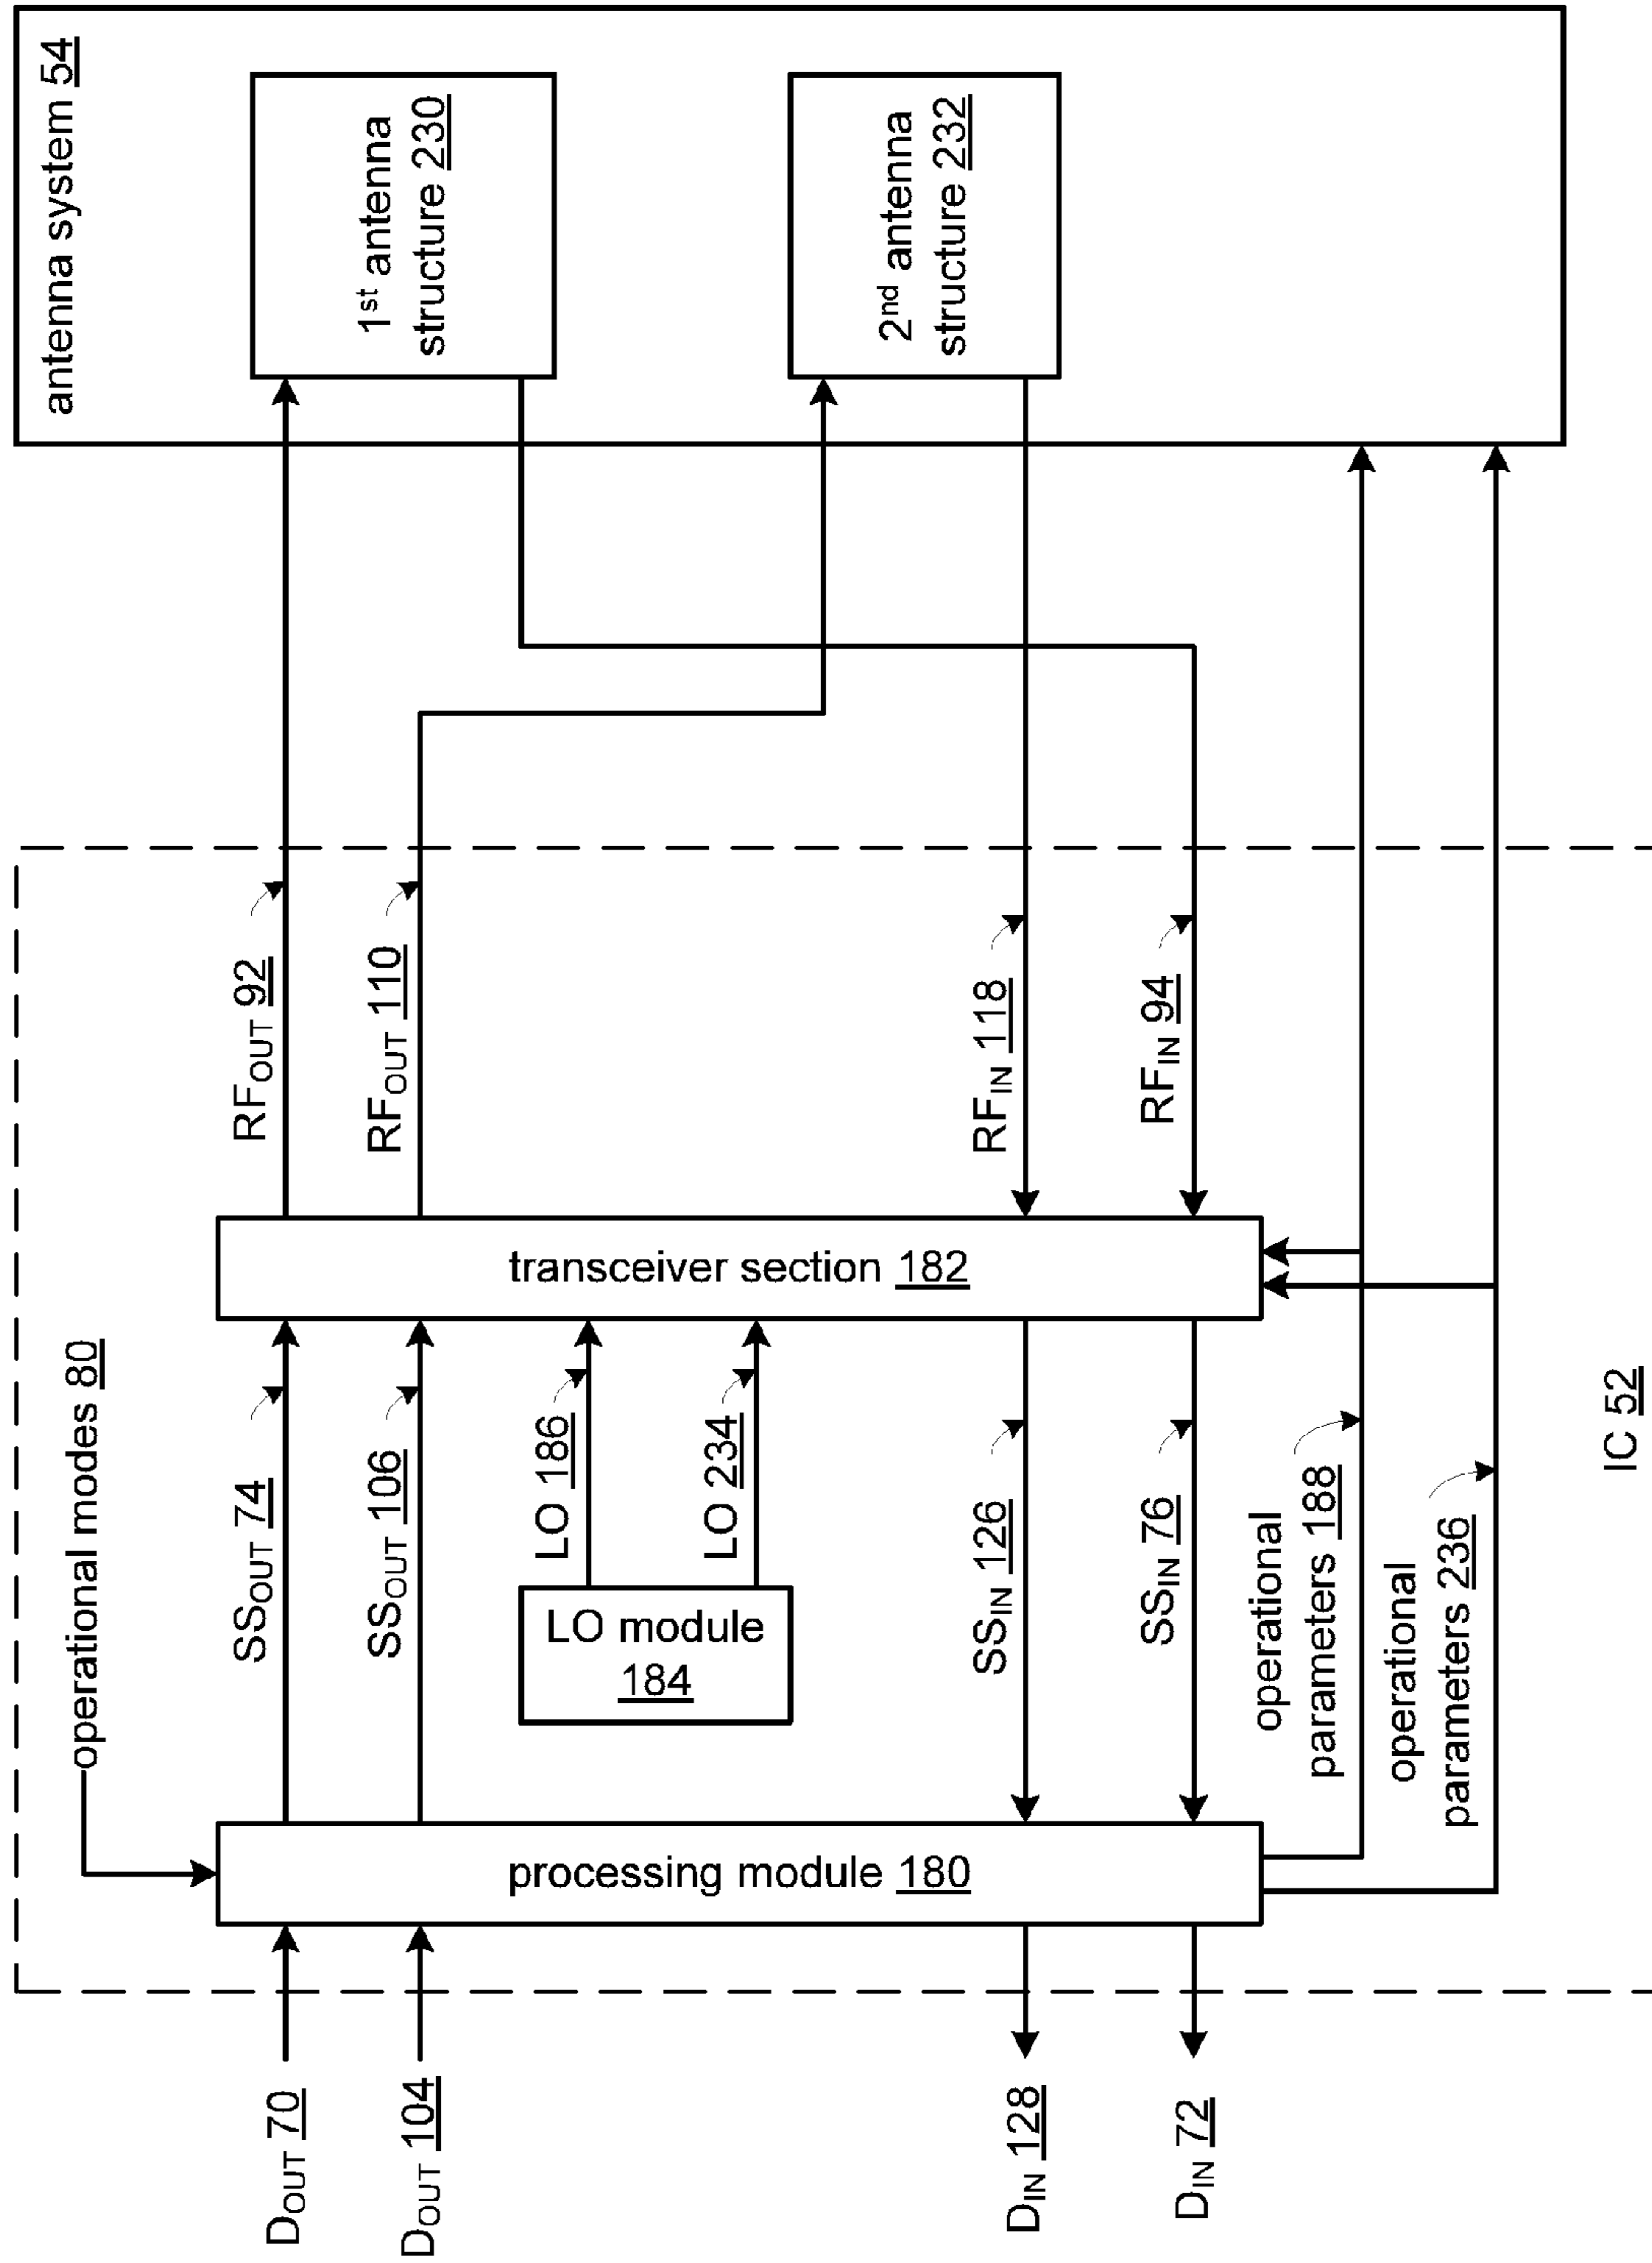 antenna system 54
1st antenna
structure 230
2nd antenna
structure 232
RFOUT 92
RFOUT 110
RFIN 118
RFIN 94
transceiver section 182
operational modes 80
SSOUT 74
SSOUT 106
LO 186
LO 234
LO module
184
SSIN 126
SSIN 76
operational
parameters 188
operational
parameters 236
processing module 180
IC 52
DOUT 70
DOUT 104
DIN 128
DIN 72